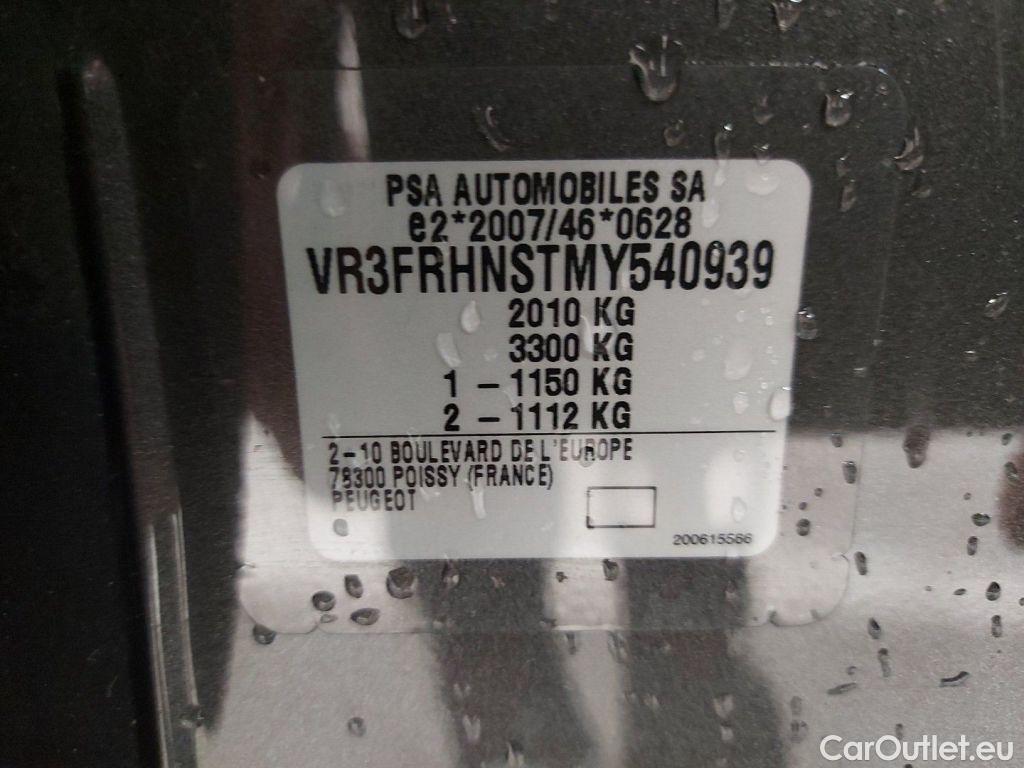 PSA AUTOMOBILES SA
e2*2007/46*0628
VR3FRHNSTMY540939
2010 KG
3300 KG
1 - 1150 KG
2 - 1112 KG
2-10 BOULEVARD DE L'EUROPE
78300 POISSY (FRANCE)
PEUGEOT
200615566
CarOutlet.eu